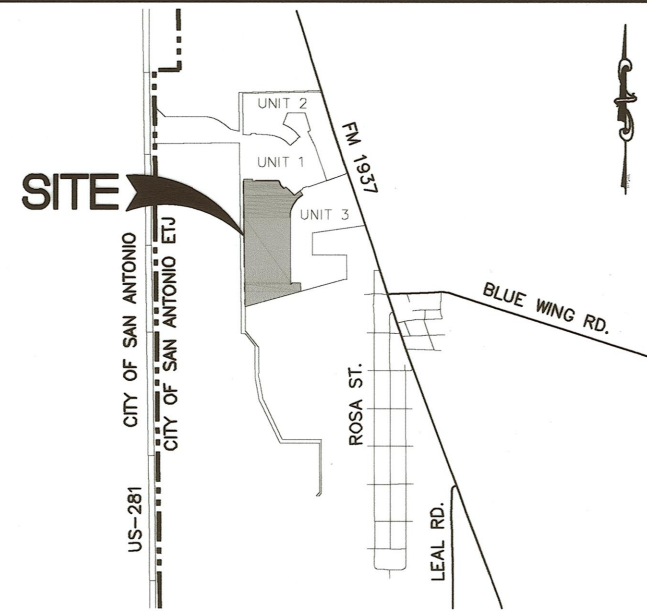 UNIT 2
FM 1937
UNIT 1
SITE
UNIT 3
CITY OF SAN ANTONIO
CITY OF SAN ANTONIO ETJ
BLUE WING RD.
ROSA ST.
US-281
LEAL RD.